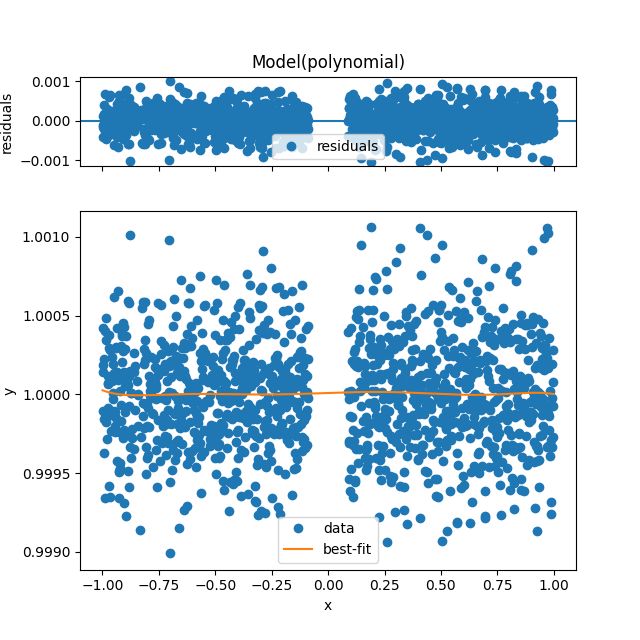 Model(polynomial)
0.001
0.000
−0.001
residuals
residuals
1.0010
1.0005
1.0000
0.9995
0.9990
y
data
best-fit
−1.00 −0.75 −0.50 −0.25 0.00 0.25 0.50 0.75 1.00
x